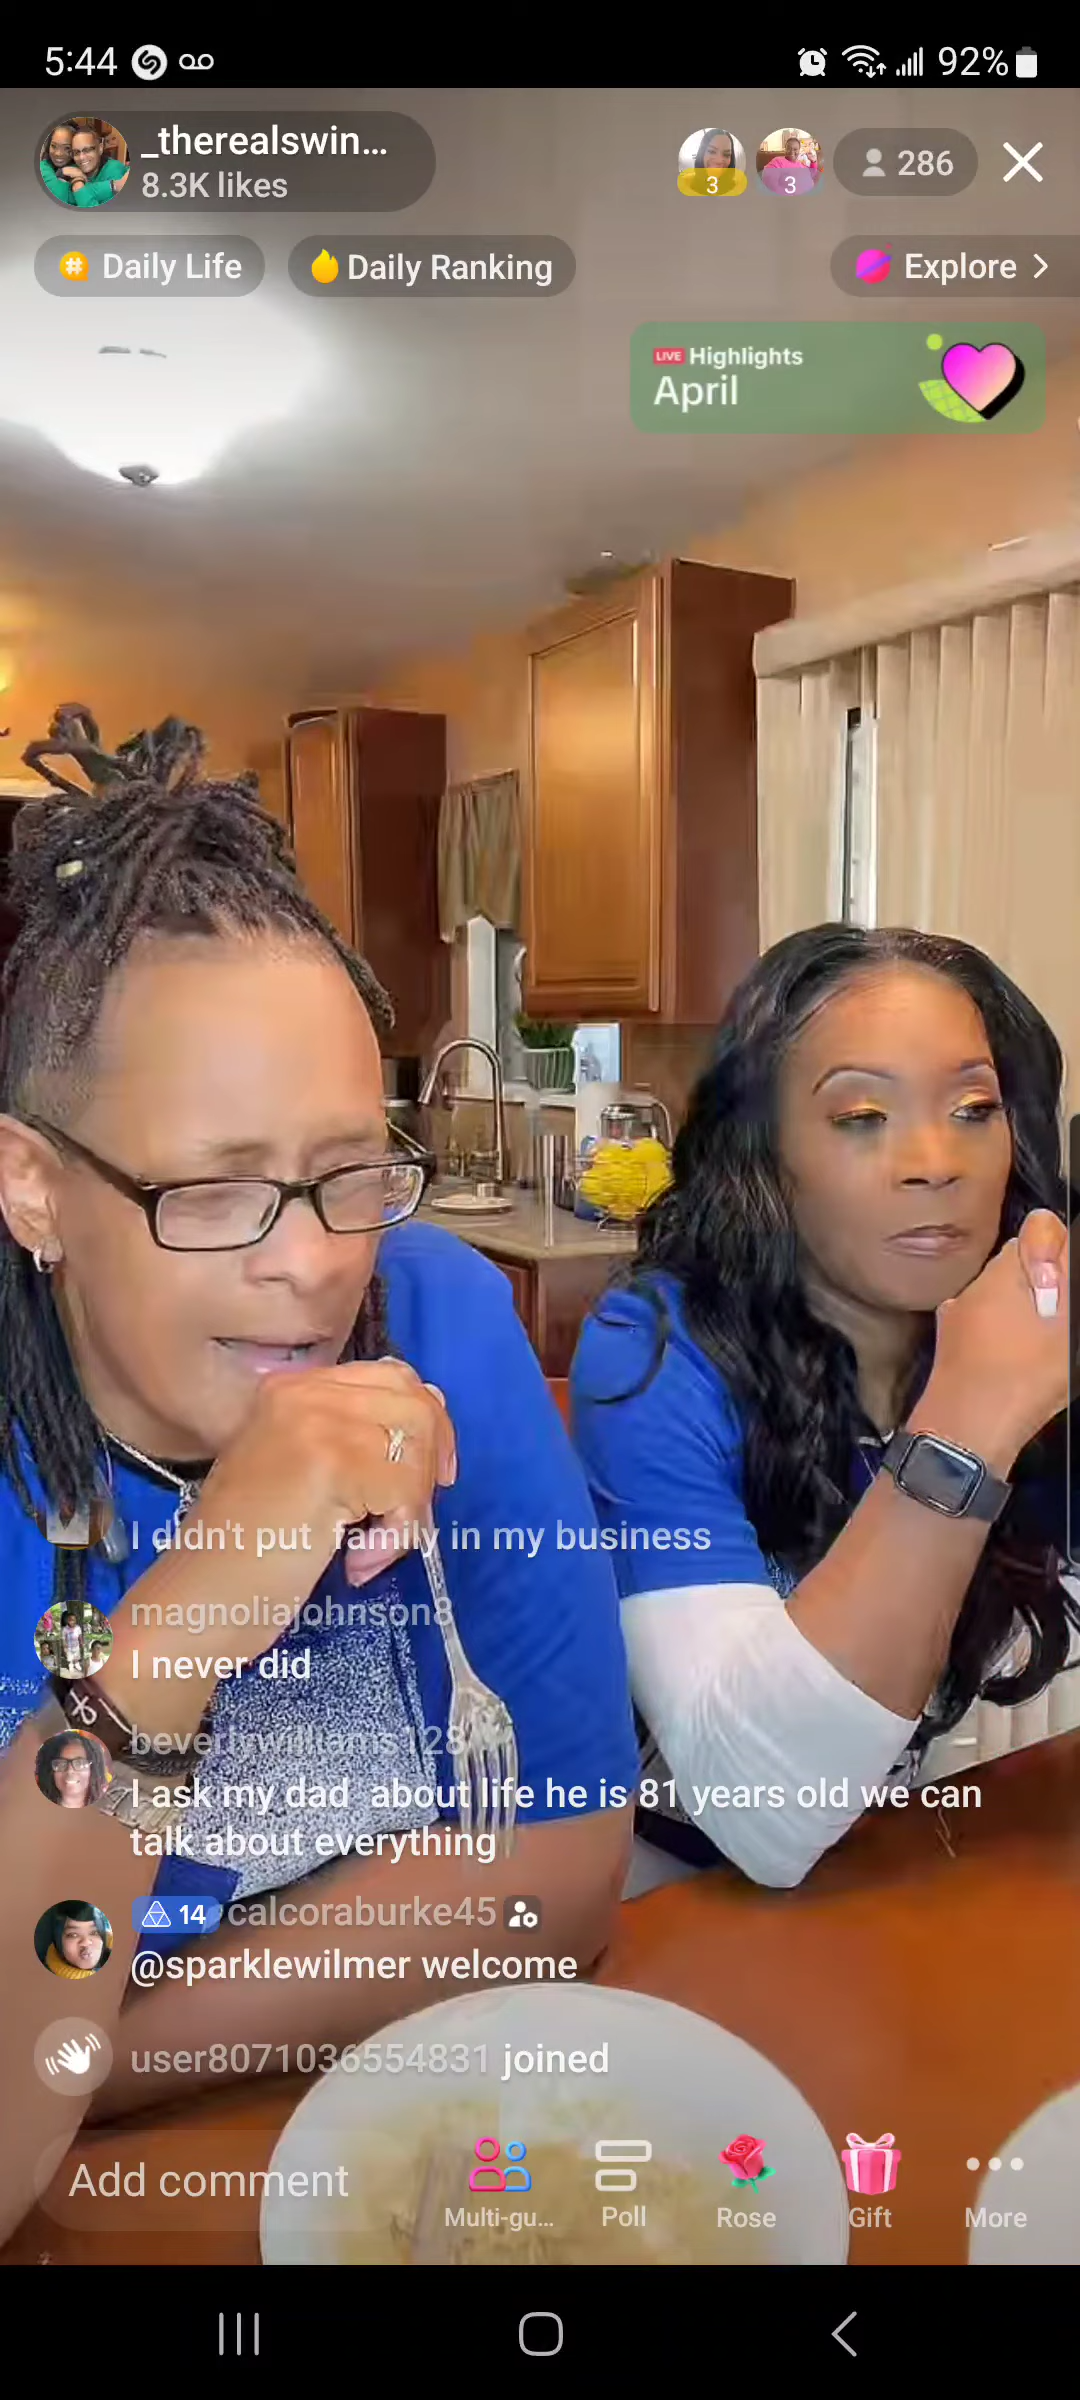 5:44
92%
_therealswin...
8.3K likes
3
3
286
Daily Life
Daily Ranking
Explore
LIVE Highlights
April
I didn't put family in my business
magnoliajohnson8
I never did
beverlywilliams128
I ask my dad about life he is 81 years old we can
talk about everything
14 calcoraburke45
@sparklewilmer welcome
user8071036554831 joined
Add comment
Multi-gu...
Poll
Rose
Gift
More